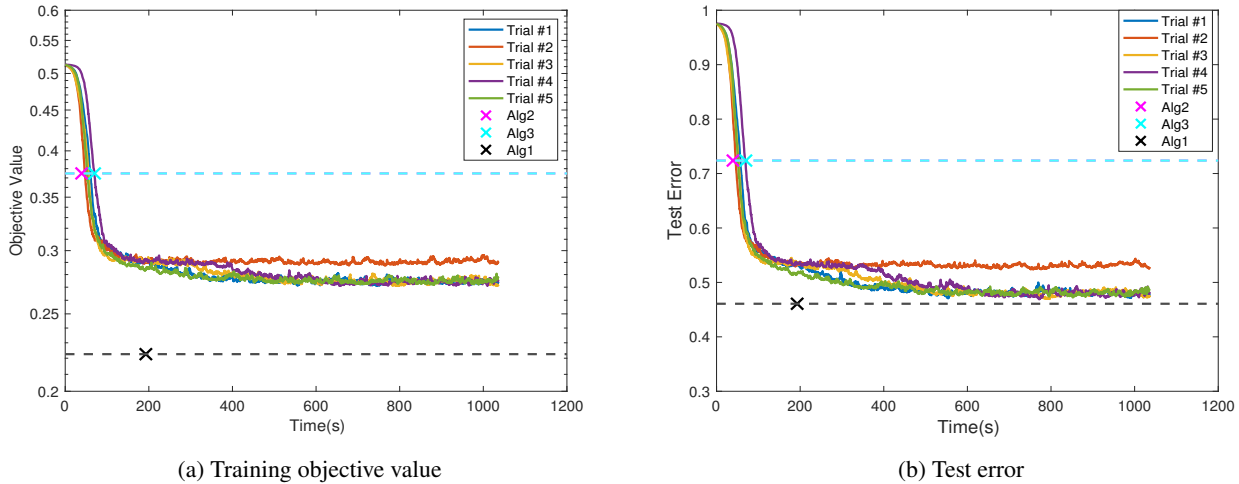 0.6
0.5
0.45
0.4
0.35
0.3
0.25
0.2
Objective Value
0 200 400 600 800 1000 1200
Time(s)
Trial #1
Trial #2
Trial #3
Trial #4
Trial #5
Alg2
Alg3
Alg1
(a) Training objective value
1
0.9
0.8
0.7
0.6
0.5
0.4
0.3
Test Error
0 200 400 600 800 1000 1200
Time(s)
Trial #1
Trial #2
Trial #3
Trial #4
Trial #5
Alg2
Alg3
Alg1
(b) Test error